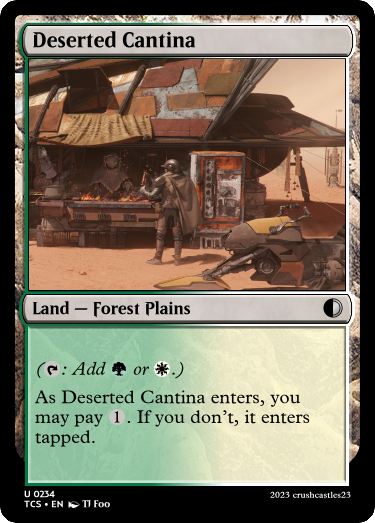 Deserted Cantina
Land — Forest Plains
(T: Add G or W.)
As Deserted Cantina enters, you
may pay 1. If you don't, it enters
tapped.
U 0234
TCS • EN TJ Foo
2023 crushcastles23